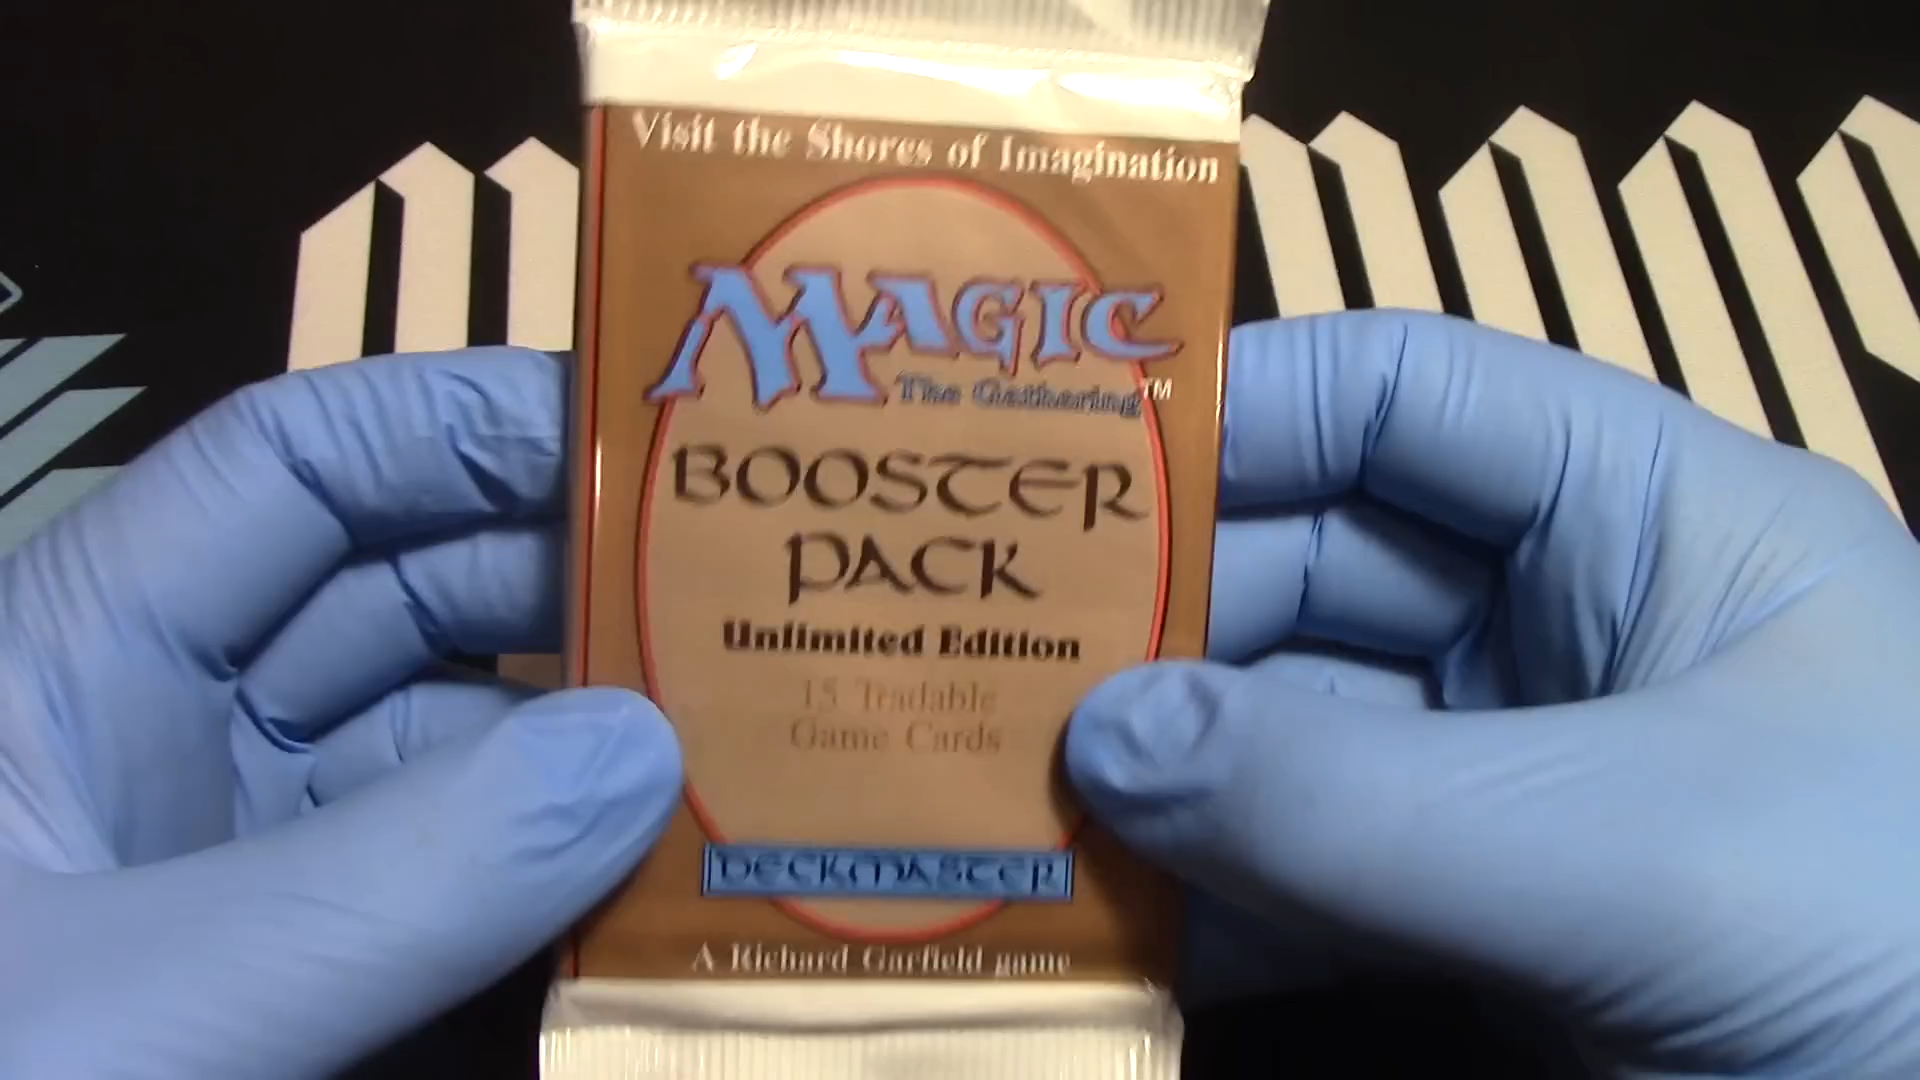 Visit the Shores of Imagination
MAGIC
The Gathering™
BOOSTER
PACK
Unlimited Edition
15 Tradable
Game Cards
DECKMASTER
A Richard Garfield game